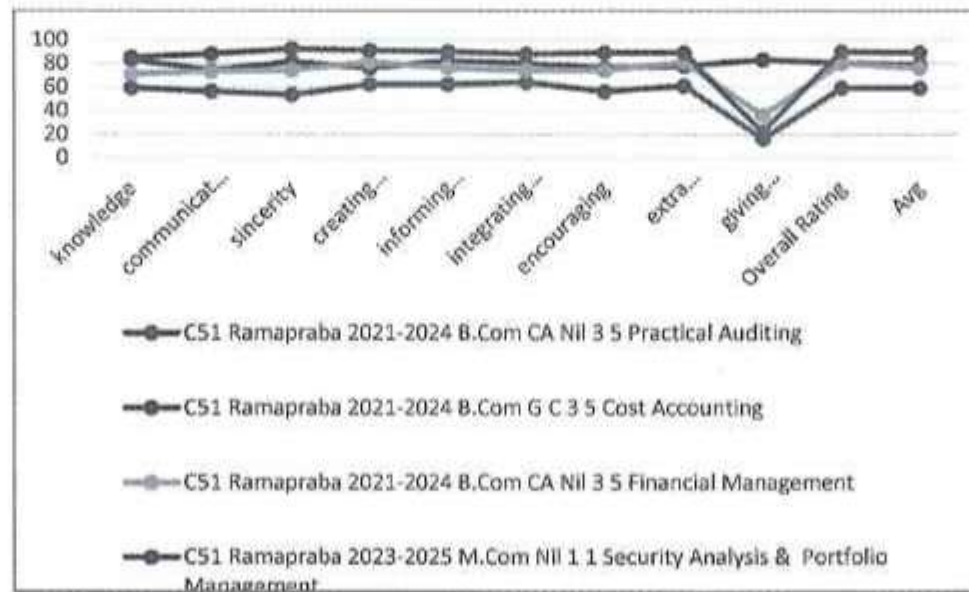 100
80
60
40
20
0
knowledge
communicat...
sincerity
creating...
informing...
integrating...
encouraging
extra...
giving...
Overall Rating
Avg
C51 Ramapraba 2021-2024 B.Com CA Nil 3 5 Practical Auditing
C51 Ramapraba 2021-2024 B.Com G C 3 5 Cost Accounting
C51 Ramapraba 2021-2024 B.Com CA Nil 3 5 Financial Management
C51 Ramapraba 2023-2025 M.Com Nil 1 1 Security Analysis & Portfolio
Management